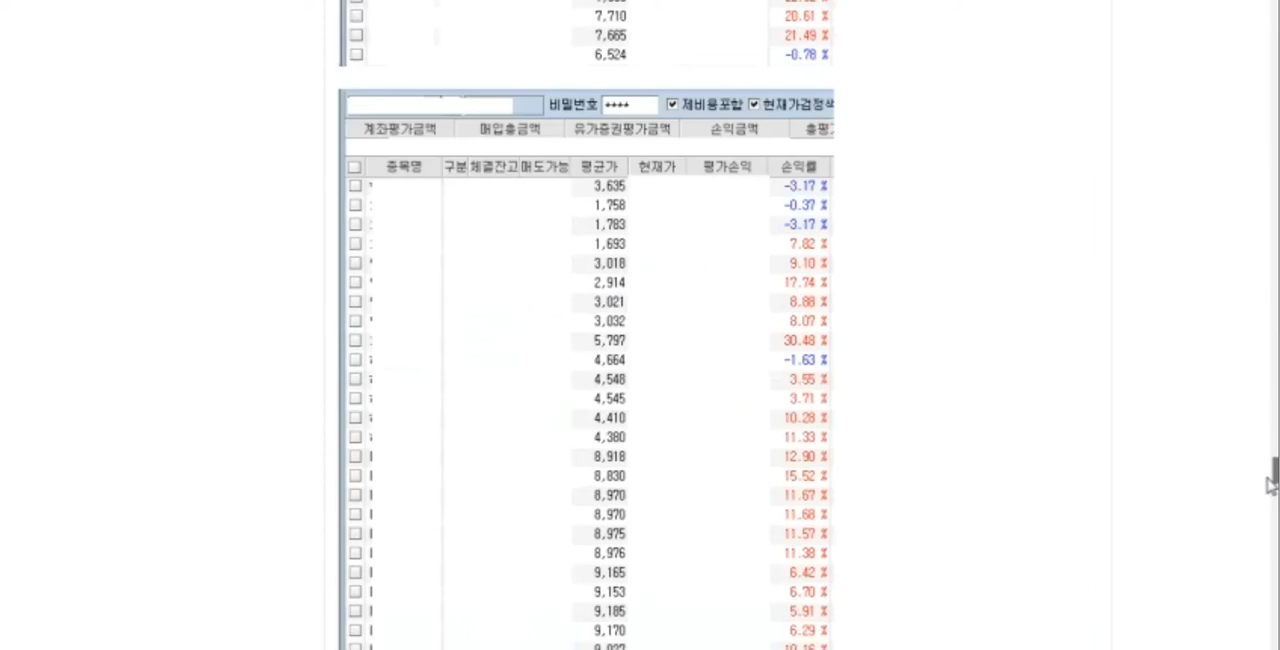 7,710 20.61 %
7,665 21.49 %
6,524 -0.78 %
비밀번호 **** 제비용포함 현재가검정색
계좌평가금액 매입총금액 유가증권평가금액 손익금액 총평가
종목명 구분 체결잔고 매도가능 평균가 현재가 평가손익 손익률
3,635 -3.17 %
1,758 -0.37 %
1,783 -3.17 %
1,693 7.82 %
3,018 9.10 %
2,914 17.74 %
3,021 8.88 %
3,032 8.07 %
5,797 30.48 %
4,664 -1.63 %
4,548 3.55 %
4,545 3.71 %
4,410 10.28 %
4,380 11.33 %
8,918 12.90 %
8,830 15.52 %
8,970 11.67 %
8,970 11.68 %
8,975 11.57 %
8,976 11.38 %
9,165 6.42 %
9,153 6.70 %
9,185 5.91 %
9,170 6.29 %